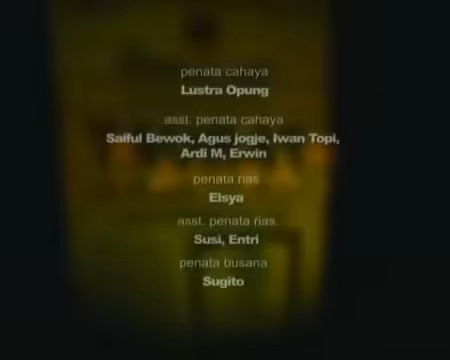 penata cahaya
Lustra Opung
asst. penata cahaya
Saiful Bewok, Agus jogje, Iwan Topi,
Ardi M, Erwin
penata rias
Elsya
asst. penata rias
Susi, Entri
penata busana
Sugito